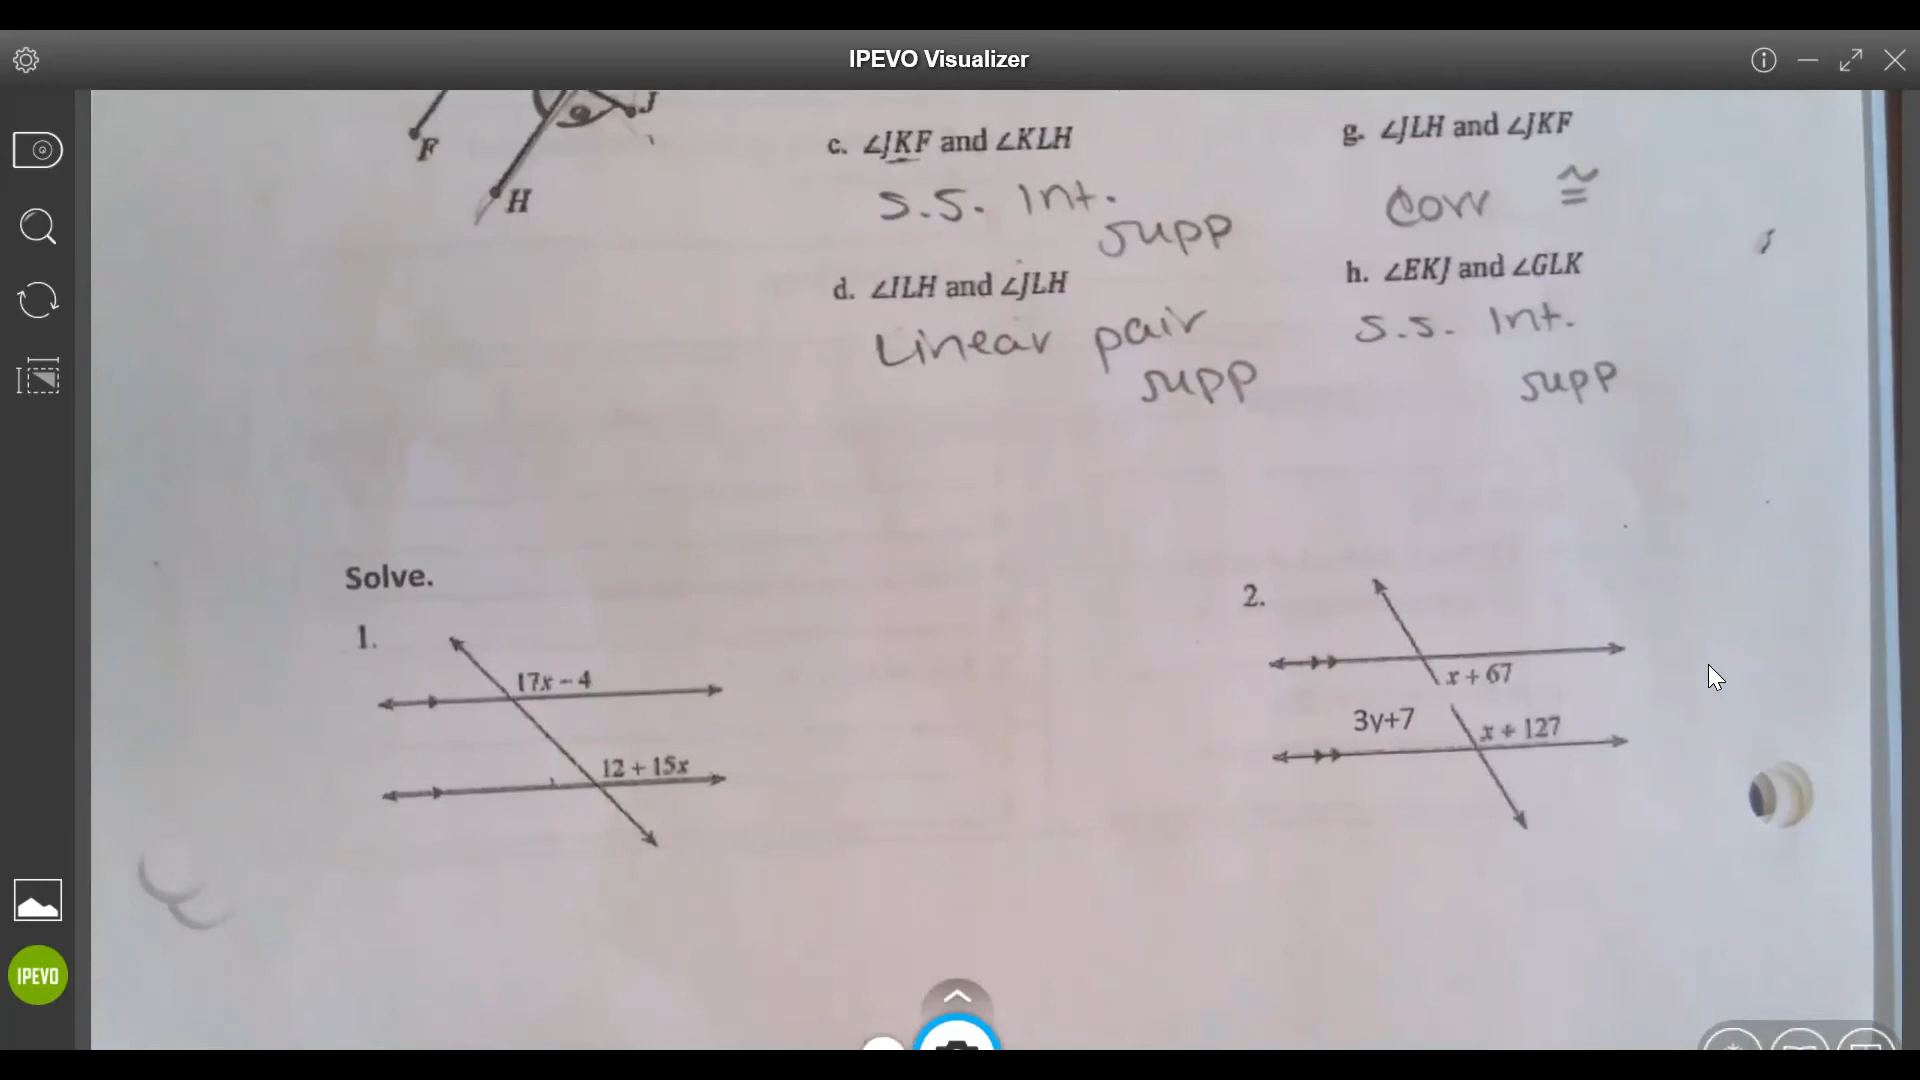 IPEVO Visualizer
J
F
H
c. ∠JKF and ∠KLH
s.s. Int.
supp
d. ∠ILH and ∠JLH
Linear pair
supp
g. ∠JLH and ∠JKF
Corr ≅
h. ∠EKJ and ∠GLK
s.s. Int.
supp
Solve.
1.
17x − 4
12 + 15x
2.
x + 67
3y+7
x + 127
IPEVO